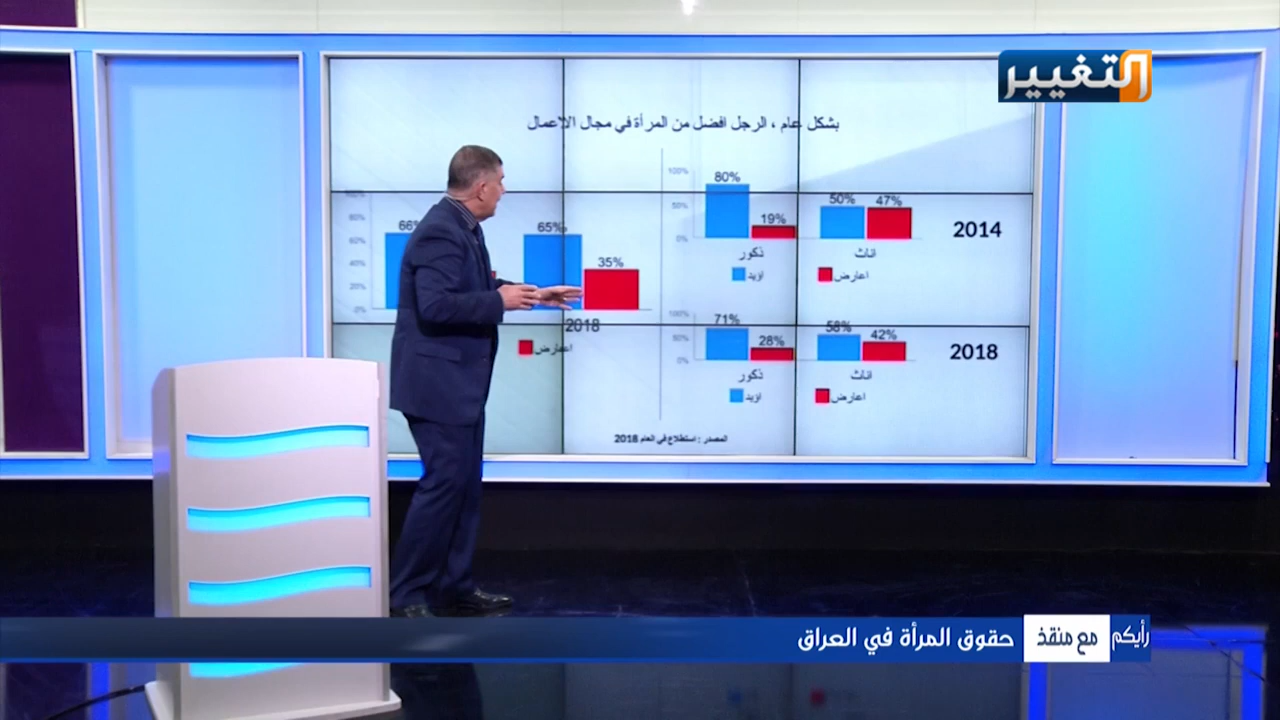 التغيير
بشكل عام ، الرجل افضل من المرأة في مجال الاعمال
100% 80% 19% 50% 47% 2014
50%
0%
ذكور اناث
اؤيد اعارض
80% 66% 65% 35%
60%
40%
20%
0%
2018
اعارض
100% 71% 28% 58% 42% 2018
50%
0%
ذكور اناث
اؤيد اعارض
المصدر : استطلاع في العام 2018
رأيكم مع منقذ حقوق المرأة في العراق